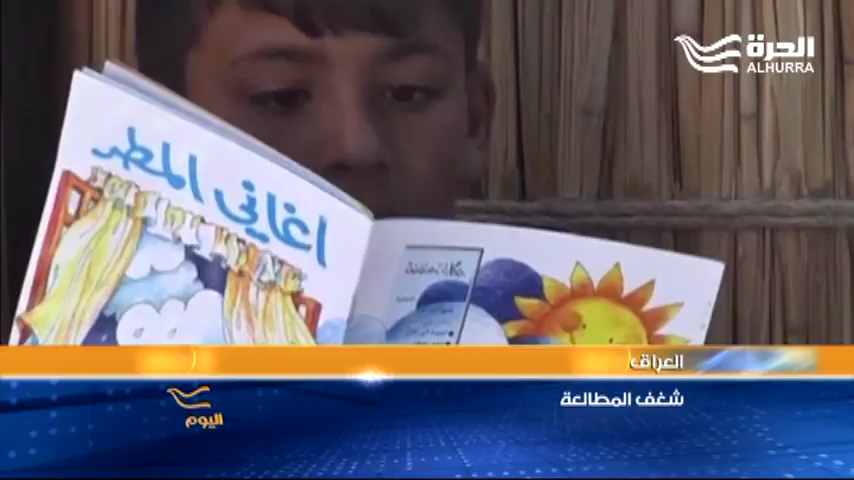 الحرة
ALHURRA
اغاني المطر
العراق
شغف المطالعة
اليوم